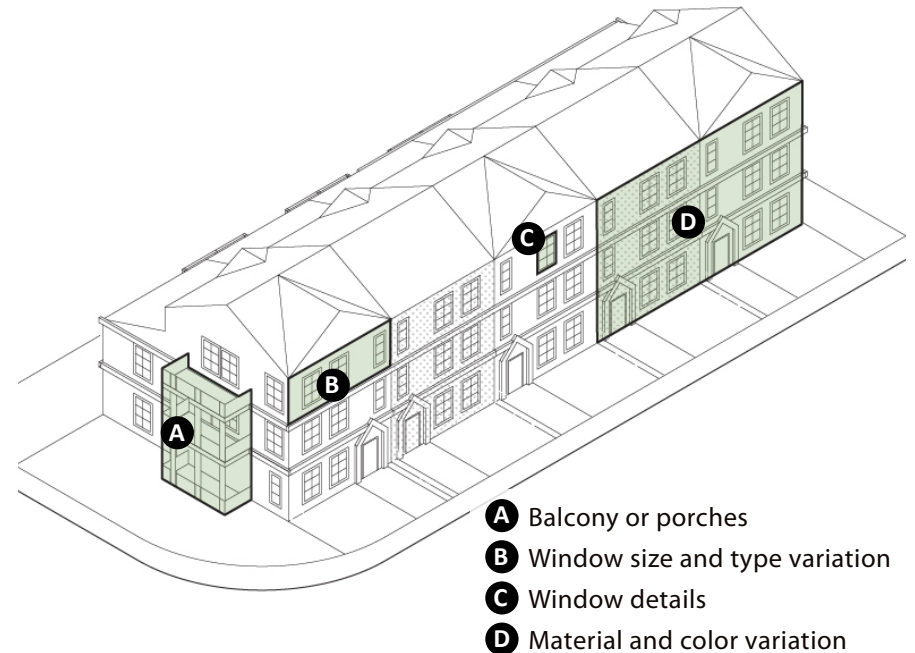 C
D
B
A
A Balcony or porches
B Window size and type variation
C Window details
D Material and color variation